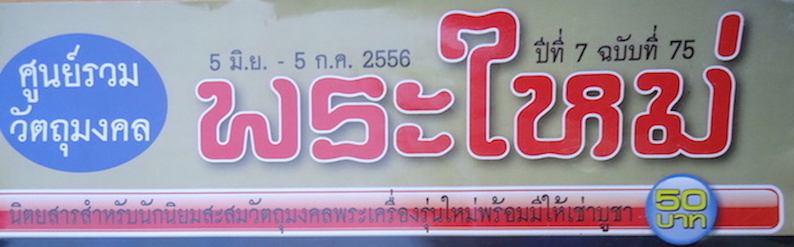 ศูนย์รวม
วัตถุมงคล
5 มิ.ย. - 5 ก.ค. 2556
ปีที่ 7 ฉบับที่ 75
พระใหม่
นิตยสารสำหรับนักนิยมสะสมวัตถุมงคลพระเครื่องรุ่นใหม่พร้อมมีให้เช่าบูชา
50
บาท